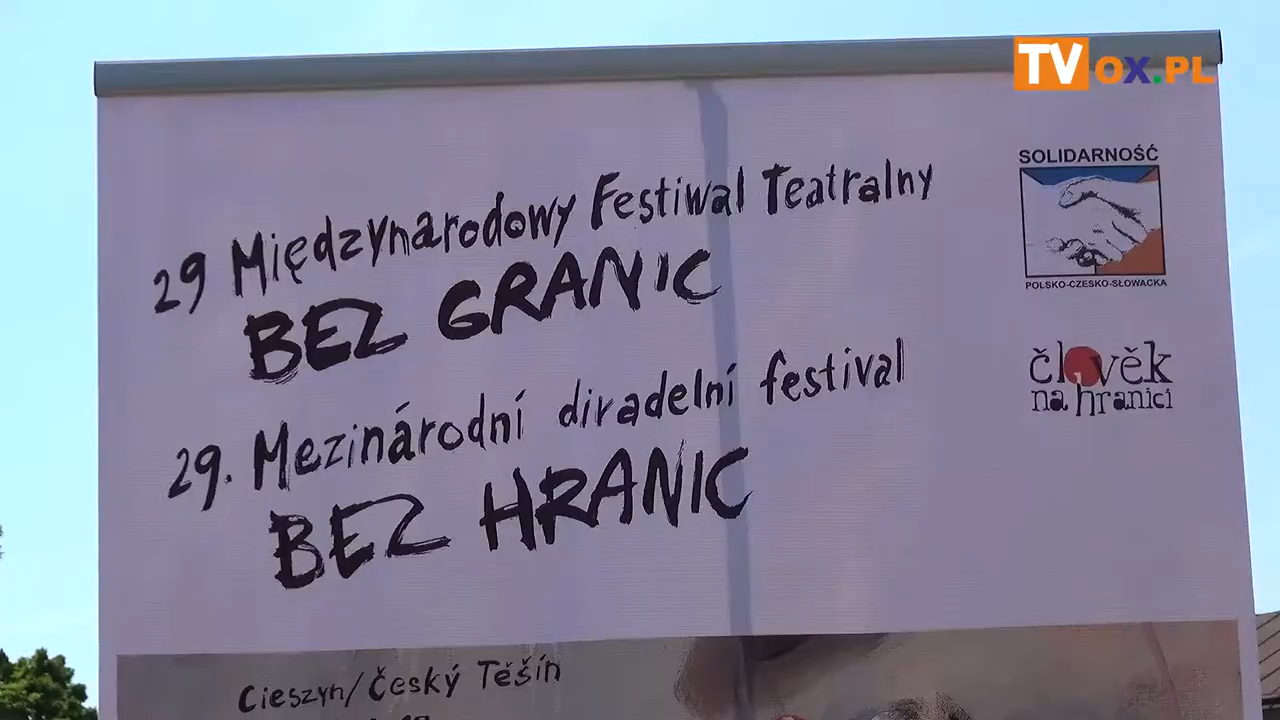 TVOX.PL
29 Międzynarodowy Festiwal Teatralny
BEZ GRANIC
29. Mezinárodní divadelní festival
BEZ HRANIC
SOLIDARNOŚĆ
POLSKO-CZESKO-SŁOWACKA
člověk
na hranici
Cieszyn/Český Těšín